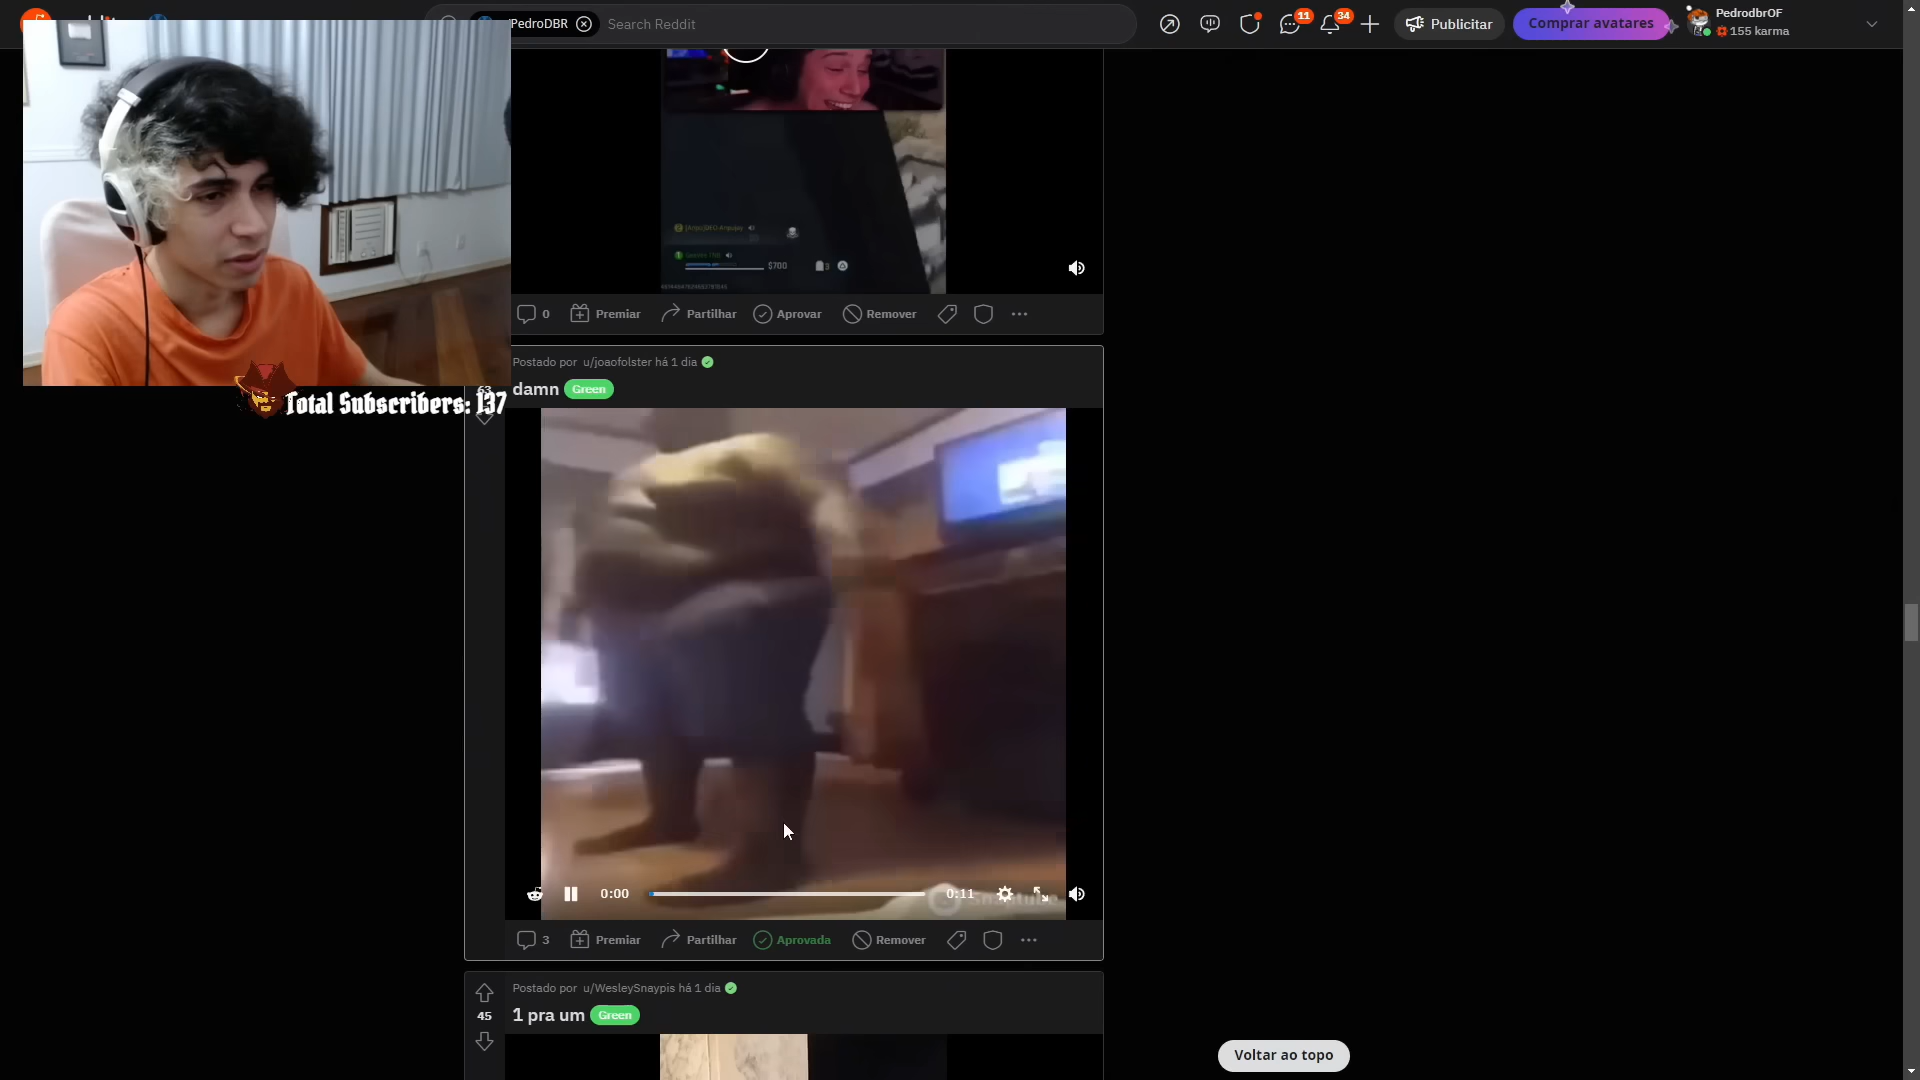 PedroDBR
Search Reddit
11
34
Publicitar
Comprar avatares
PedrodbrOF
155 karma
$700
0
Premiar
Partilhar
Aprovar
Remover
Postado por u/joaofolster há 1 dia
63
damn Green
Total Subscribers: 137
0:00
0:11
3
Premiar
Partilhar
Aprovada
Remover
Postado por u/WesleySnaypis há 1 dia
45
1 pra um Green
Voltar ao topo